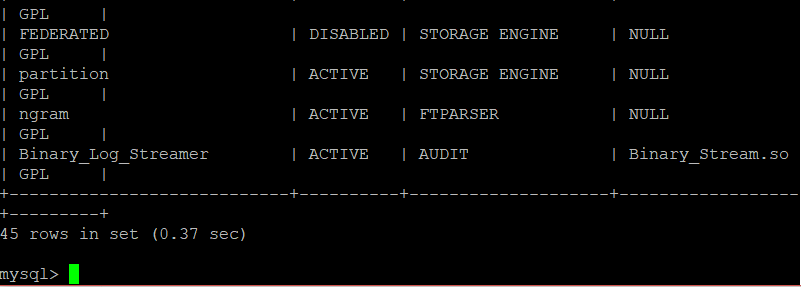 | GPL     |
| FEDERATED                  | DISABLED | STORAGE ENGINE     | NULL
| GPL     |
| partition                  | ACTIVE   | STORAGE ENGINE     | NULL
| GPL     |
| ngram                      | ACTIVE   | FTPARSER           | NULL
| GPL     |
| Binary_Log_Streamer        | ACTIVE   | AUDIT              | Binary_Stream.so
| GPL     |
+----------------------------+----------+--------------------+------------------
+---------+
45 rows in set (0.37 sec)
mysql>